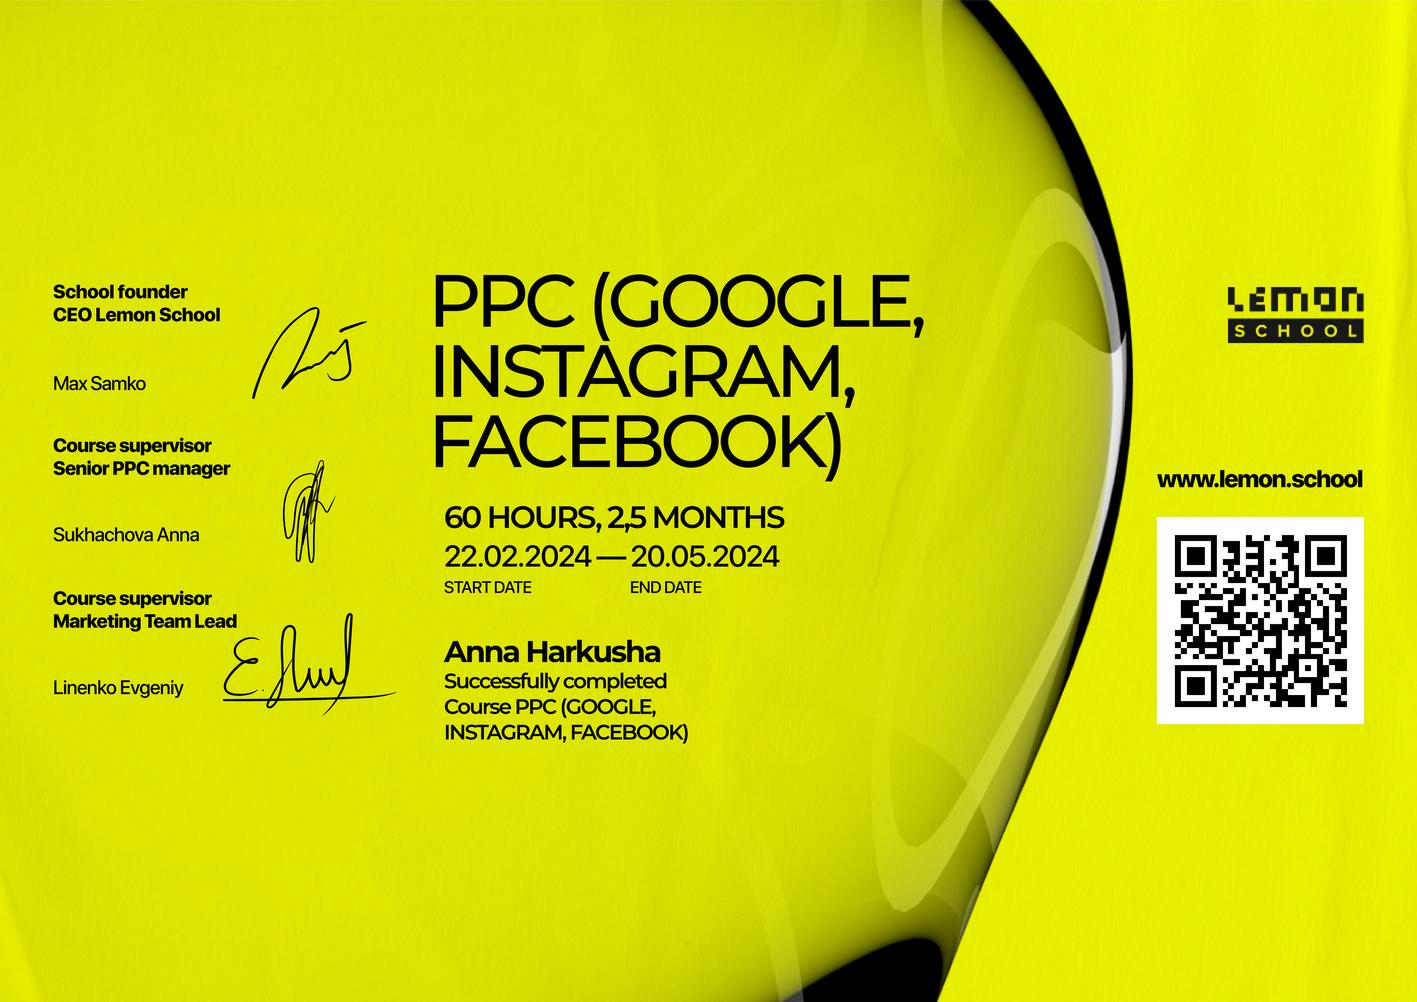 School founder
CEO Lemon School
Max Samko
Course supervisor
Senior PPC manager
Sukhachova Anna
Course supervisor
Marketing Team Lead
Linenko Evgeniy
PPC (GOOGLE,
INSTAGRAM,
FACEBOOK)
60 HOURS, 2,5 MONTHS
22.02.2024 — 20.05.2024
START DATE END DATE
Anna Harkusha
Successfully completed
Course PPC (GOOGLE,
INSTAGRAM, FACEBOOK)
LEMON
SCHOOL
www.lemon.school